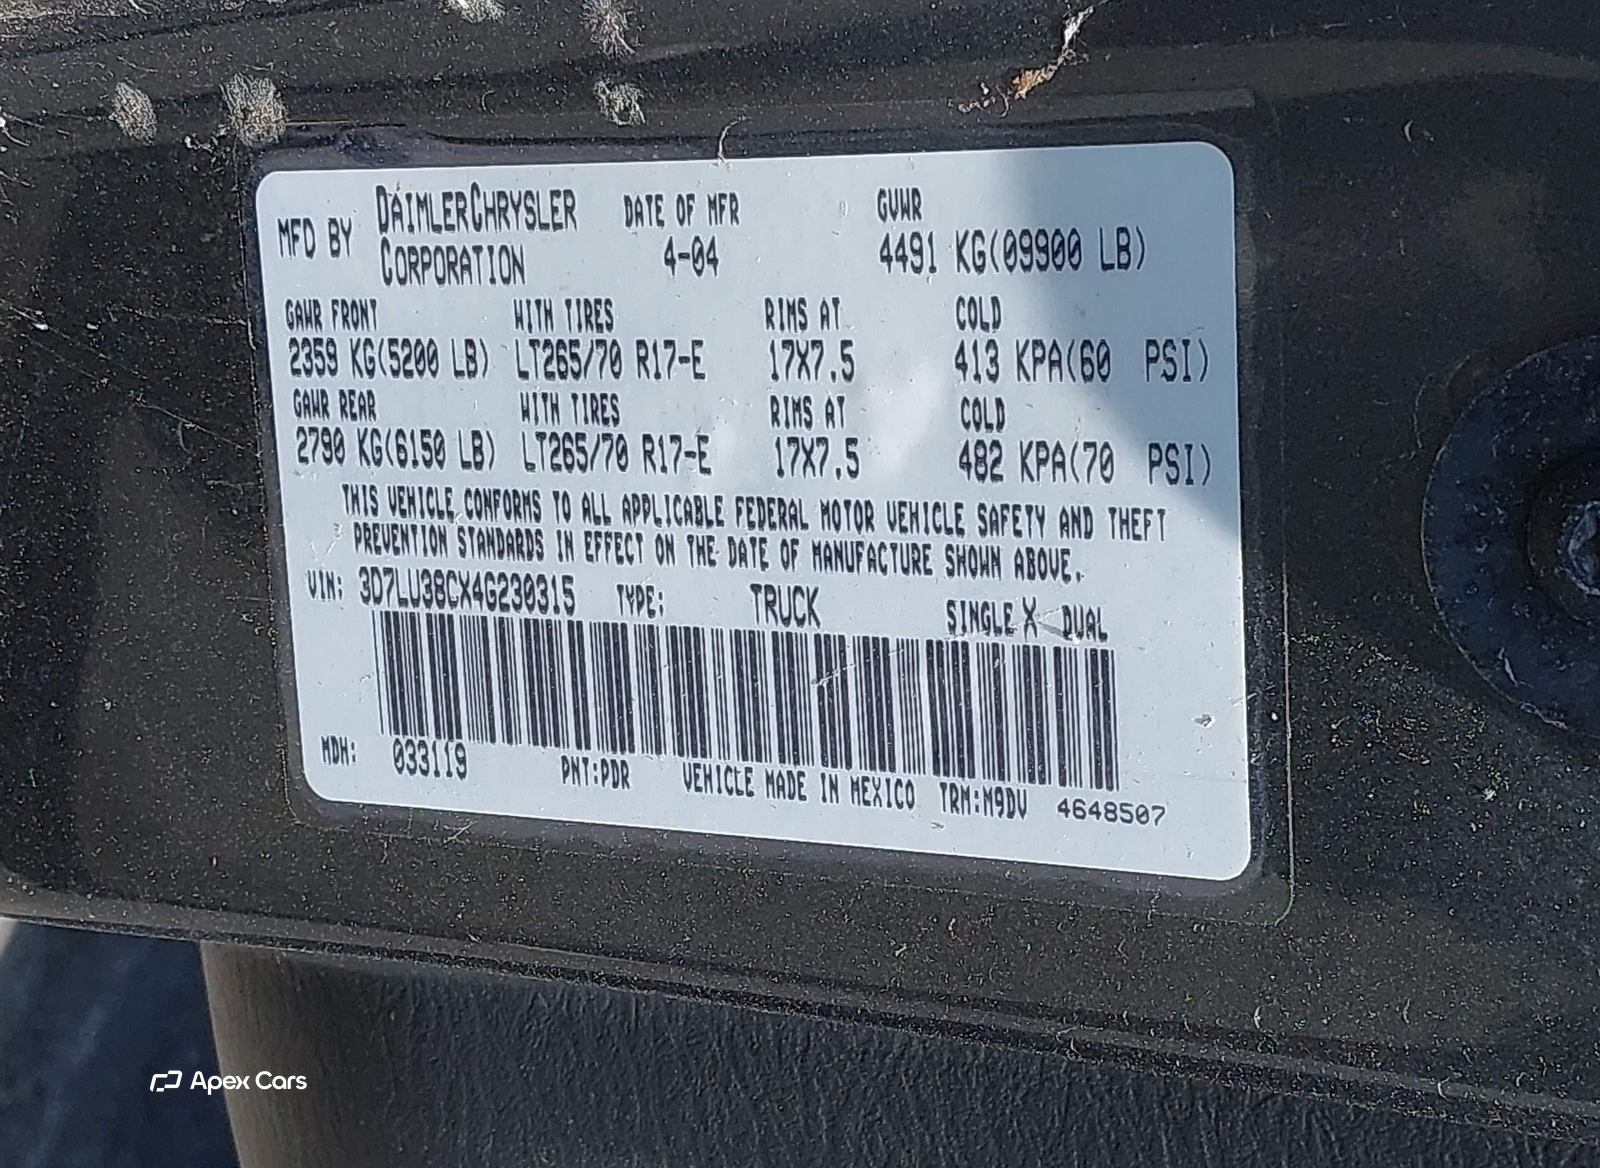 MFD BY DAIMLERCHRYSLER CORPORATION DATE OF MFR 4-04 GVWR 4491 KG(09900 LB)
GAWR FRONT WITH TIRES RIMS AT COLD
2359 KG(5200 LB) LT265/70 R17-E 17X7.5 413 KPA(60 PSI)
GAWR REAR WITH TIRES RIMS AT COLD
2790 KG(6150 LB) LT265/70 R17-E 17X7.5 482 KPA(70 PSI)
THIS VEHICLE CONFORMS TO ALL APPLICABLE FEDERAL MOTOR VEHICLE SAFETY AND THEFT
PREVENTION STANDARDS IN EFFECT ON THE DATE OF MANUFACTURE SHOWN ABOVE.
VIN: 3D7LU38CX4G230315 TYPE: TRUCK SINGLE X DUAL
MDH: 033119 PNT:PDR VEHICLE MADE IN MEXICO TRM:M9DV 4648507
Apex Cars